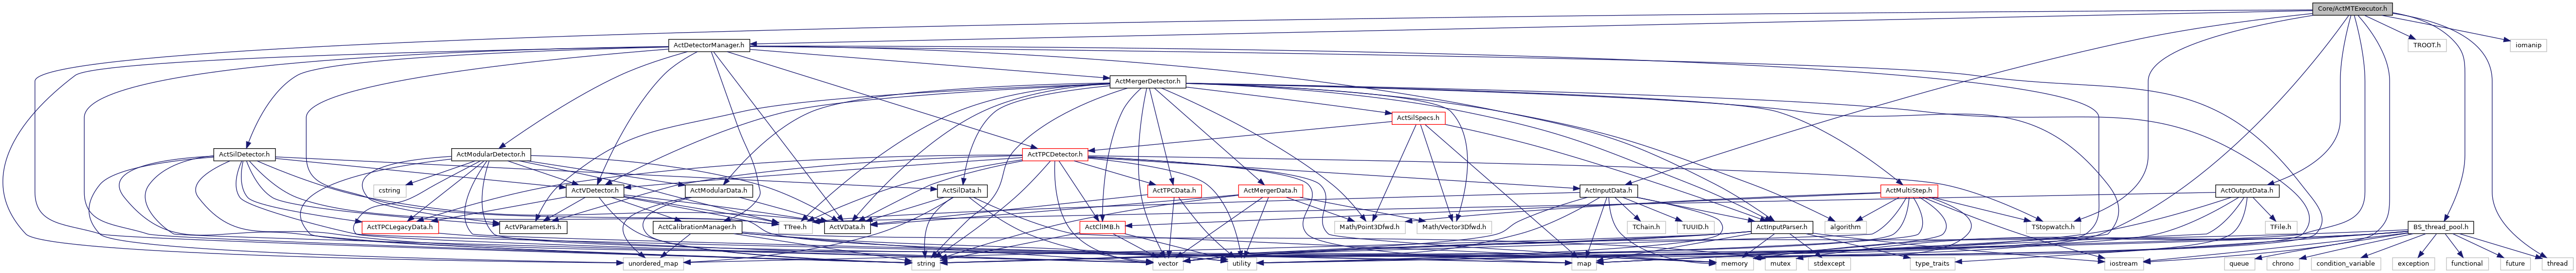 Core/ActMTExecutor.h
ActDetectorManager.h
TROOT.h
iomanip
ActMergerDetector.h
ActSilSpecs.h
ActSilDetector.h
ActModularDetector.h
ActTPCDetector.h
cstring
ActVDetector.h
ActModularData.h
ActSilData.h
ActTPCData.h
ActMergerData.h
ActInputData.h
ActMultiStep.h
ActOutputData.h
ActTPCLegacyData.h
ActVParameters.h
ActCalibrationManager.h
TTree.h
ActVData.h
ActCIIMB.h
Math/Point3Dfwd.h
Math/Vector3Dfwd.h
TChain.h
TUUID.h
ActInputParser.h
algorithm
TStopwatch.h
TFile.h
BS_thread_pool.h
unordered_map
string
vector
utility
map
memory
mutex
stdexcept
type_traits
iostream
queue
chrono
condition_variable
exception
functional
future
thread